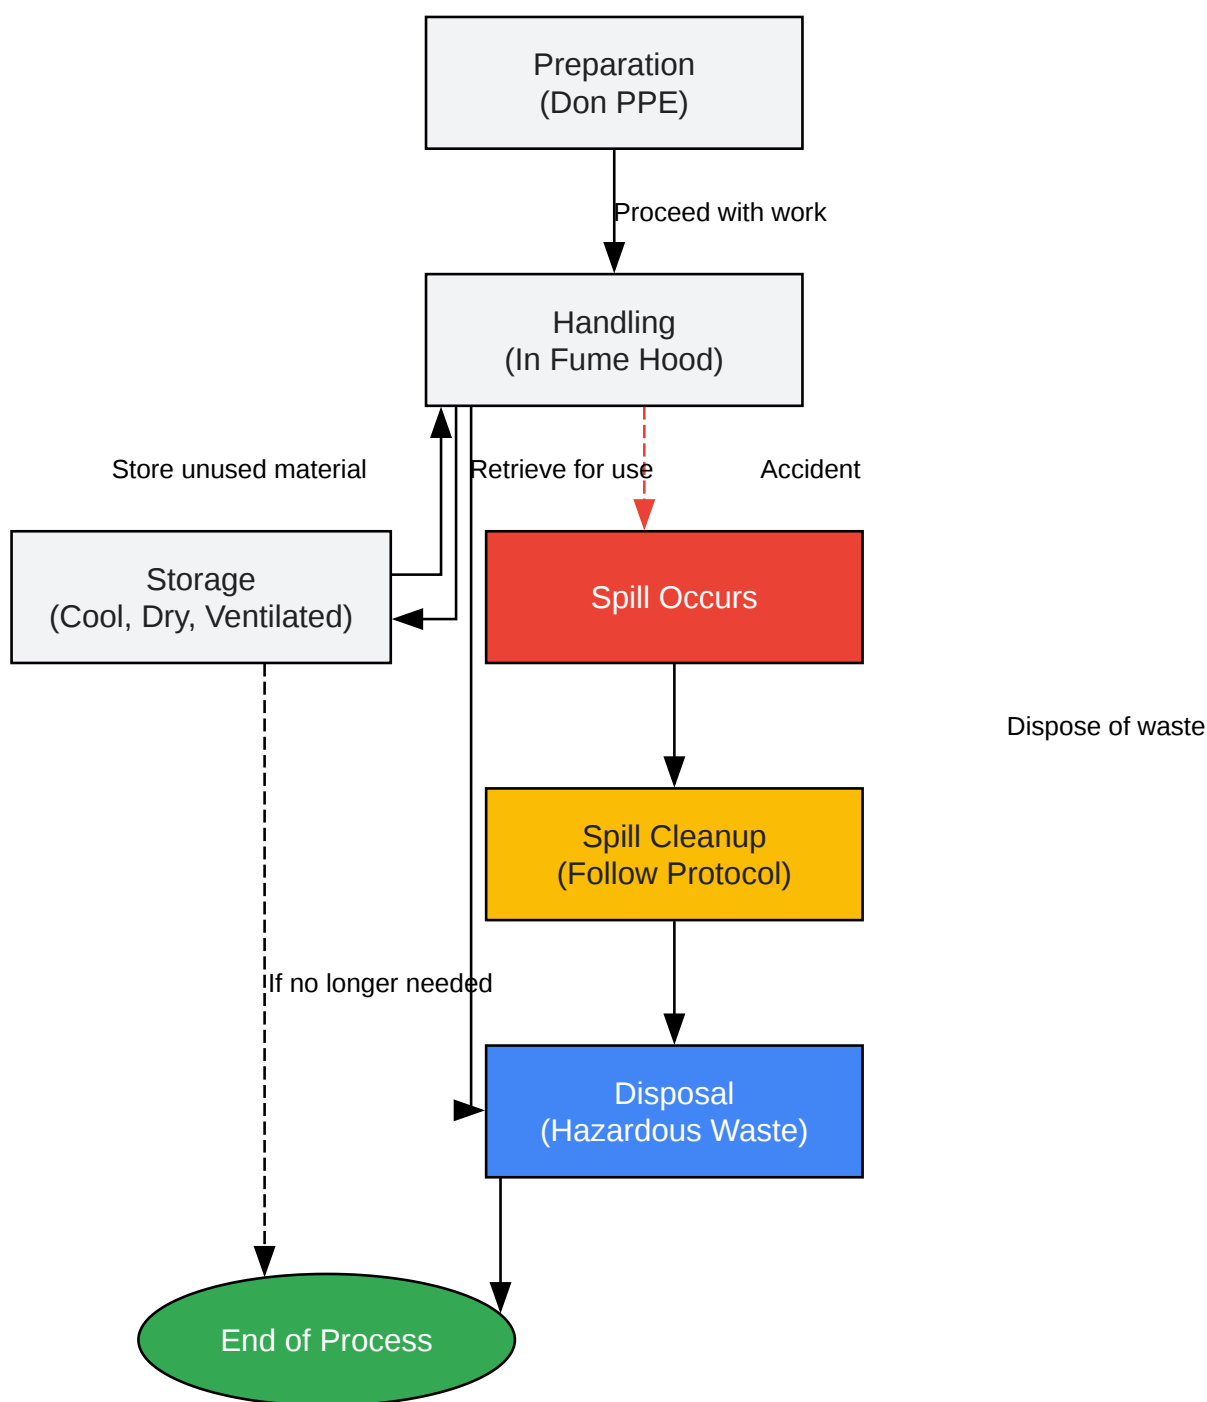 Preparation
(Don PPE)
Proceed with work
Handling
(In Fume Hood)
Store unused material
Retrieve for use
Accident
Storage
(Cool, Dry, Ventilated)
Spill Occurs
Dispose of waste
Spill Cleanup
(Follow Protocol)
If no longer needed
Disposal
(Hazardous Waste)
End of Process